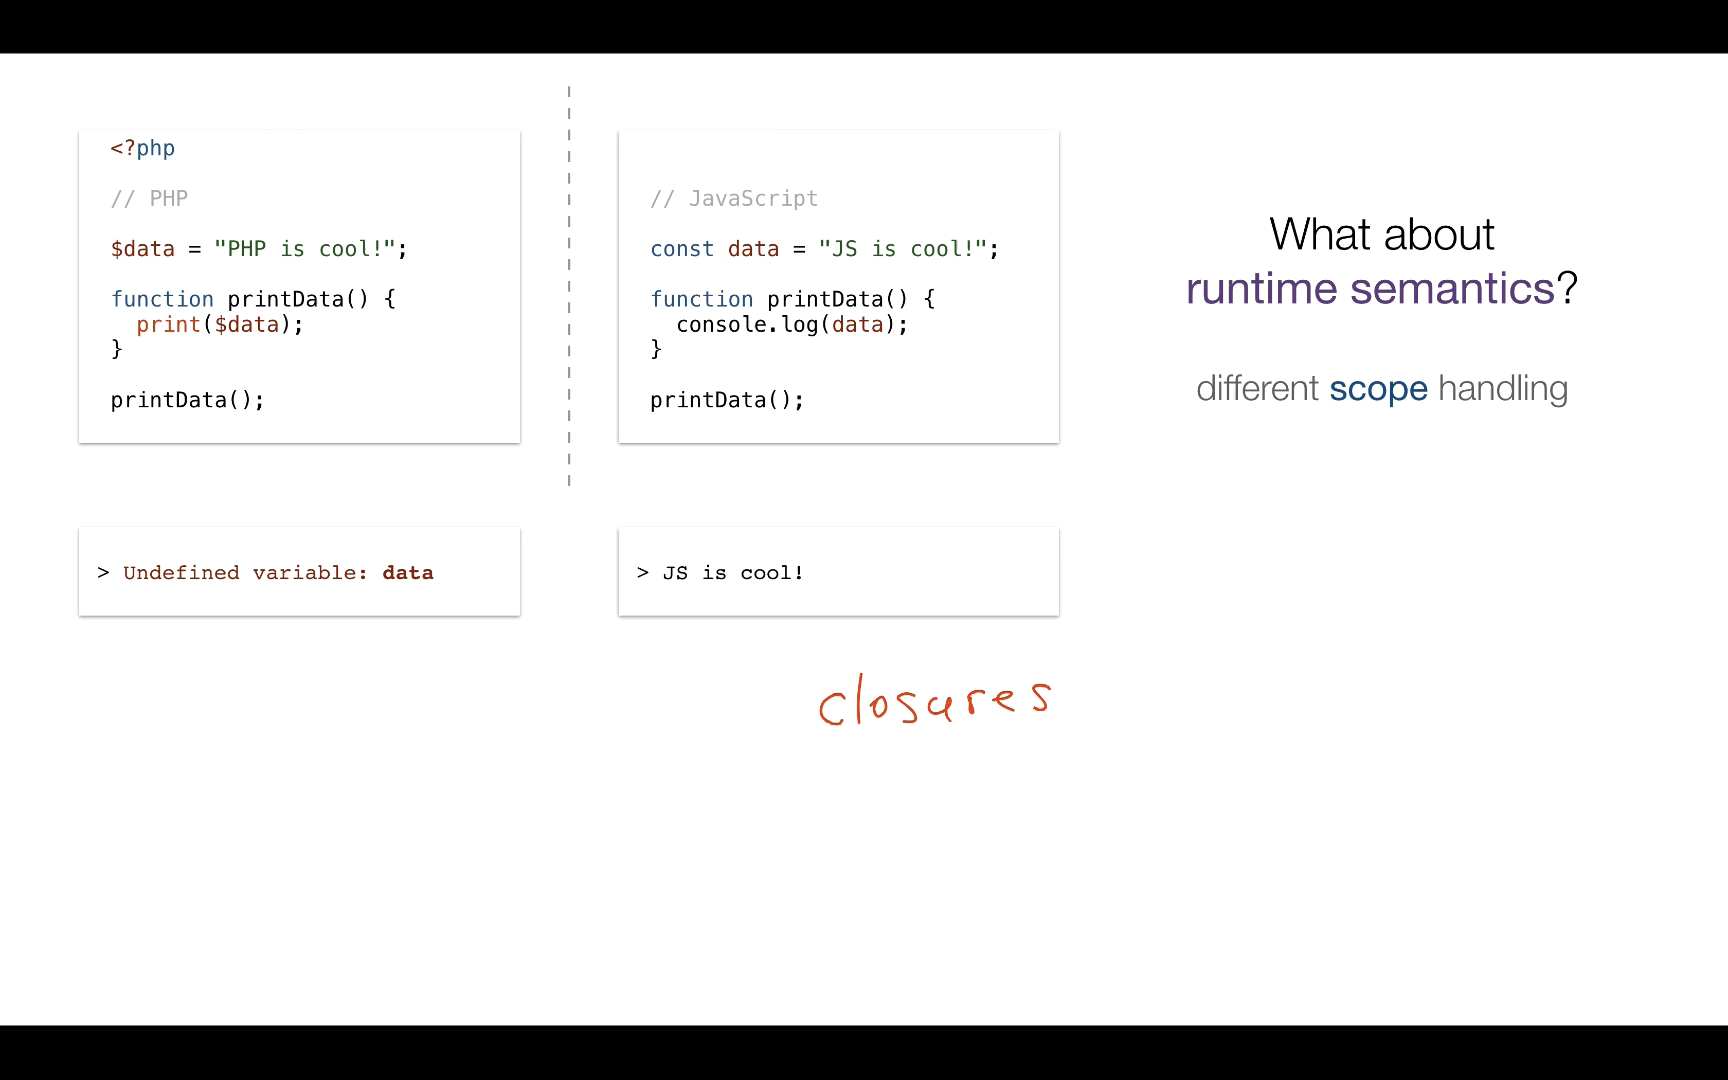 <?php
// PHP
$data = "PHP is cool!";
function printData() {
  print($data);
}
printData();
// JavaScript
const data = "JS is cool!";
function printData() {
  console.log(data);
}
printData();
What about
runtime semantics?
different scope handling
> Undefined variable: data
> JS is cool!
closures